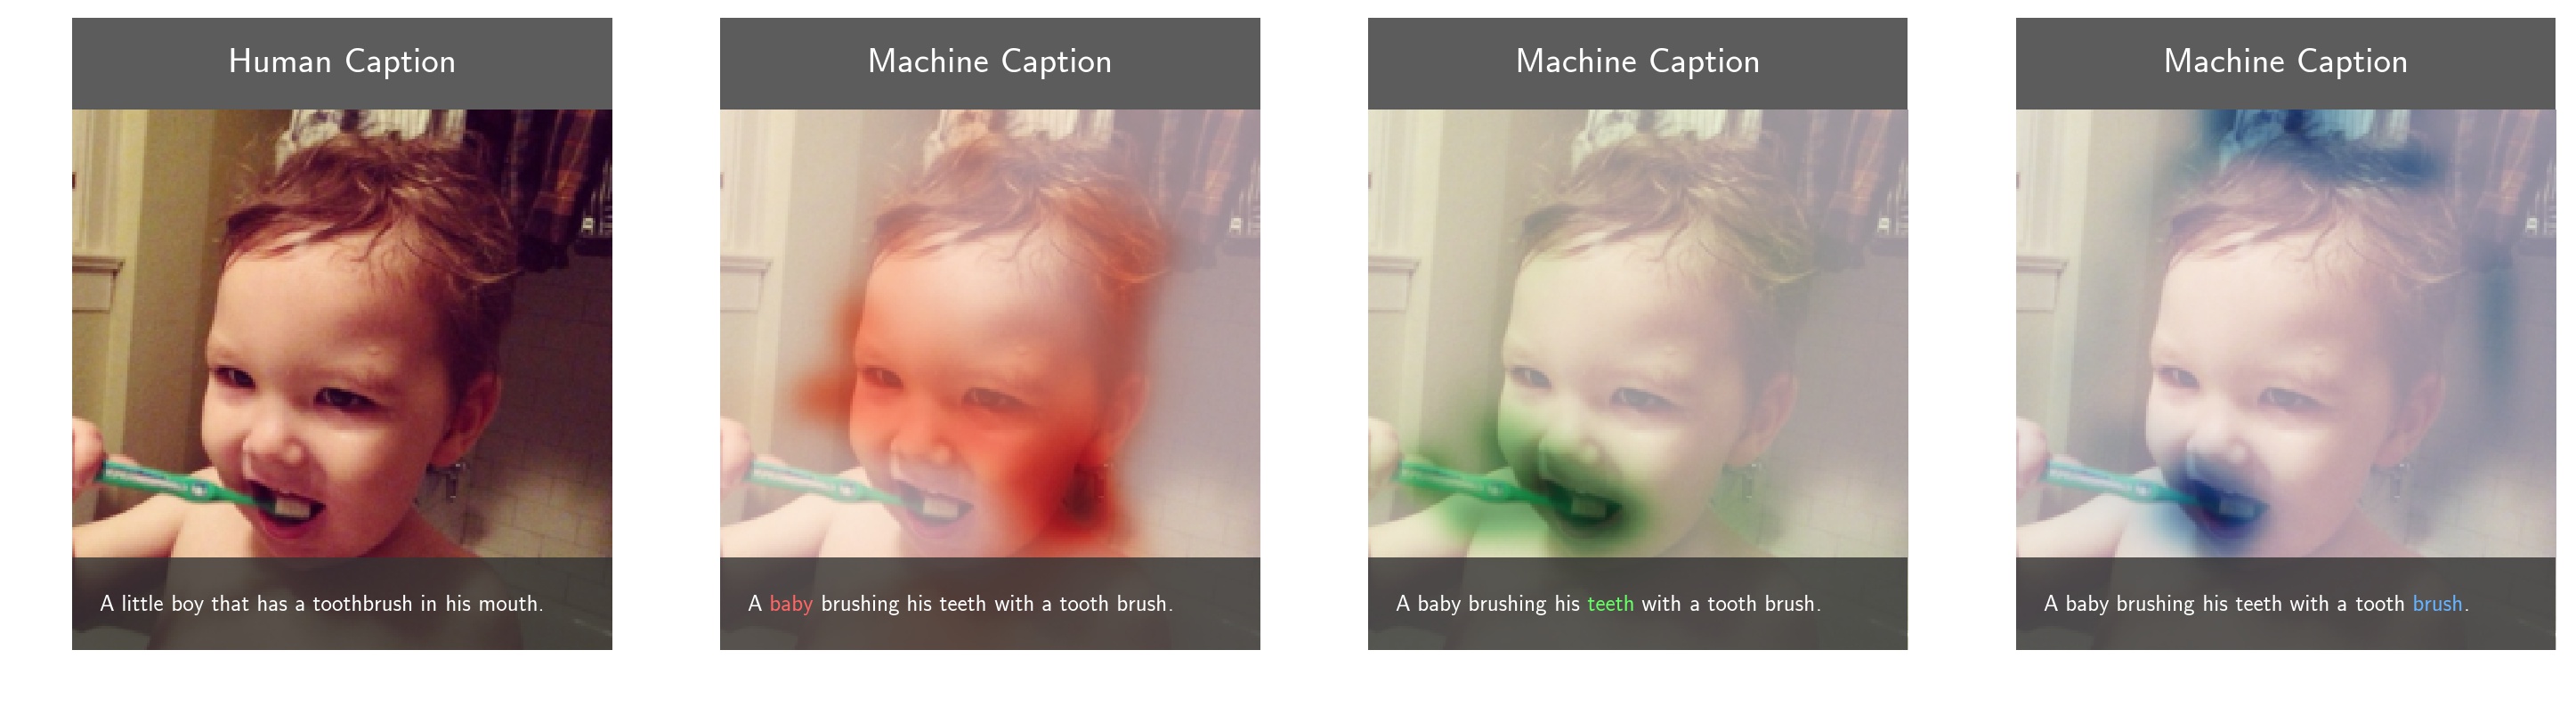 Human Caption
A little boy that has a toothbrush in his mouth.
Machine Caption
A baby brushing his teeth with a tooth brush.
Machine Caption
A baby brushing his teeth with a tooth brush.
Machine Caption
A baby brushing his teeth with a tooth brush.